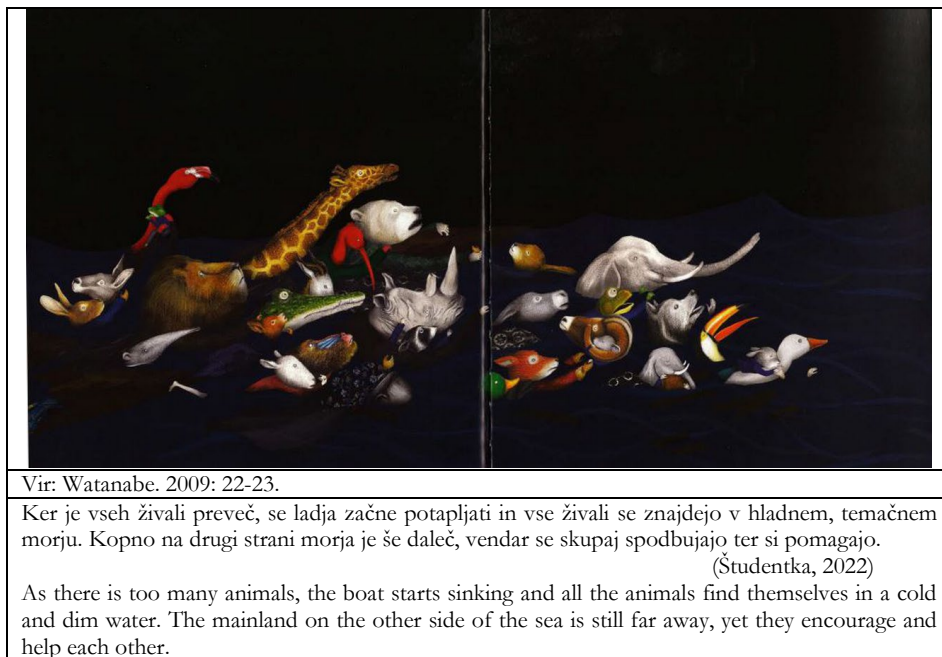 Vir: Watanabe. 2009: 22-23.
Ker je vseh živali preveč, se ladja začne potapljati in vse živali se znajdejo v hladnem, temačnem
morju. Kopno na drugi strani morja je še daleč, vendar se skupaj spodbujajo ter si pomagajo.
(Študentka, 2022)
As there is too many animals, the boat starts sinking and all the animals find themselves in a cold
and dim water. The mainland on the other side of the sea is still far away, yet they encourage and
help each other.